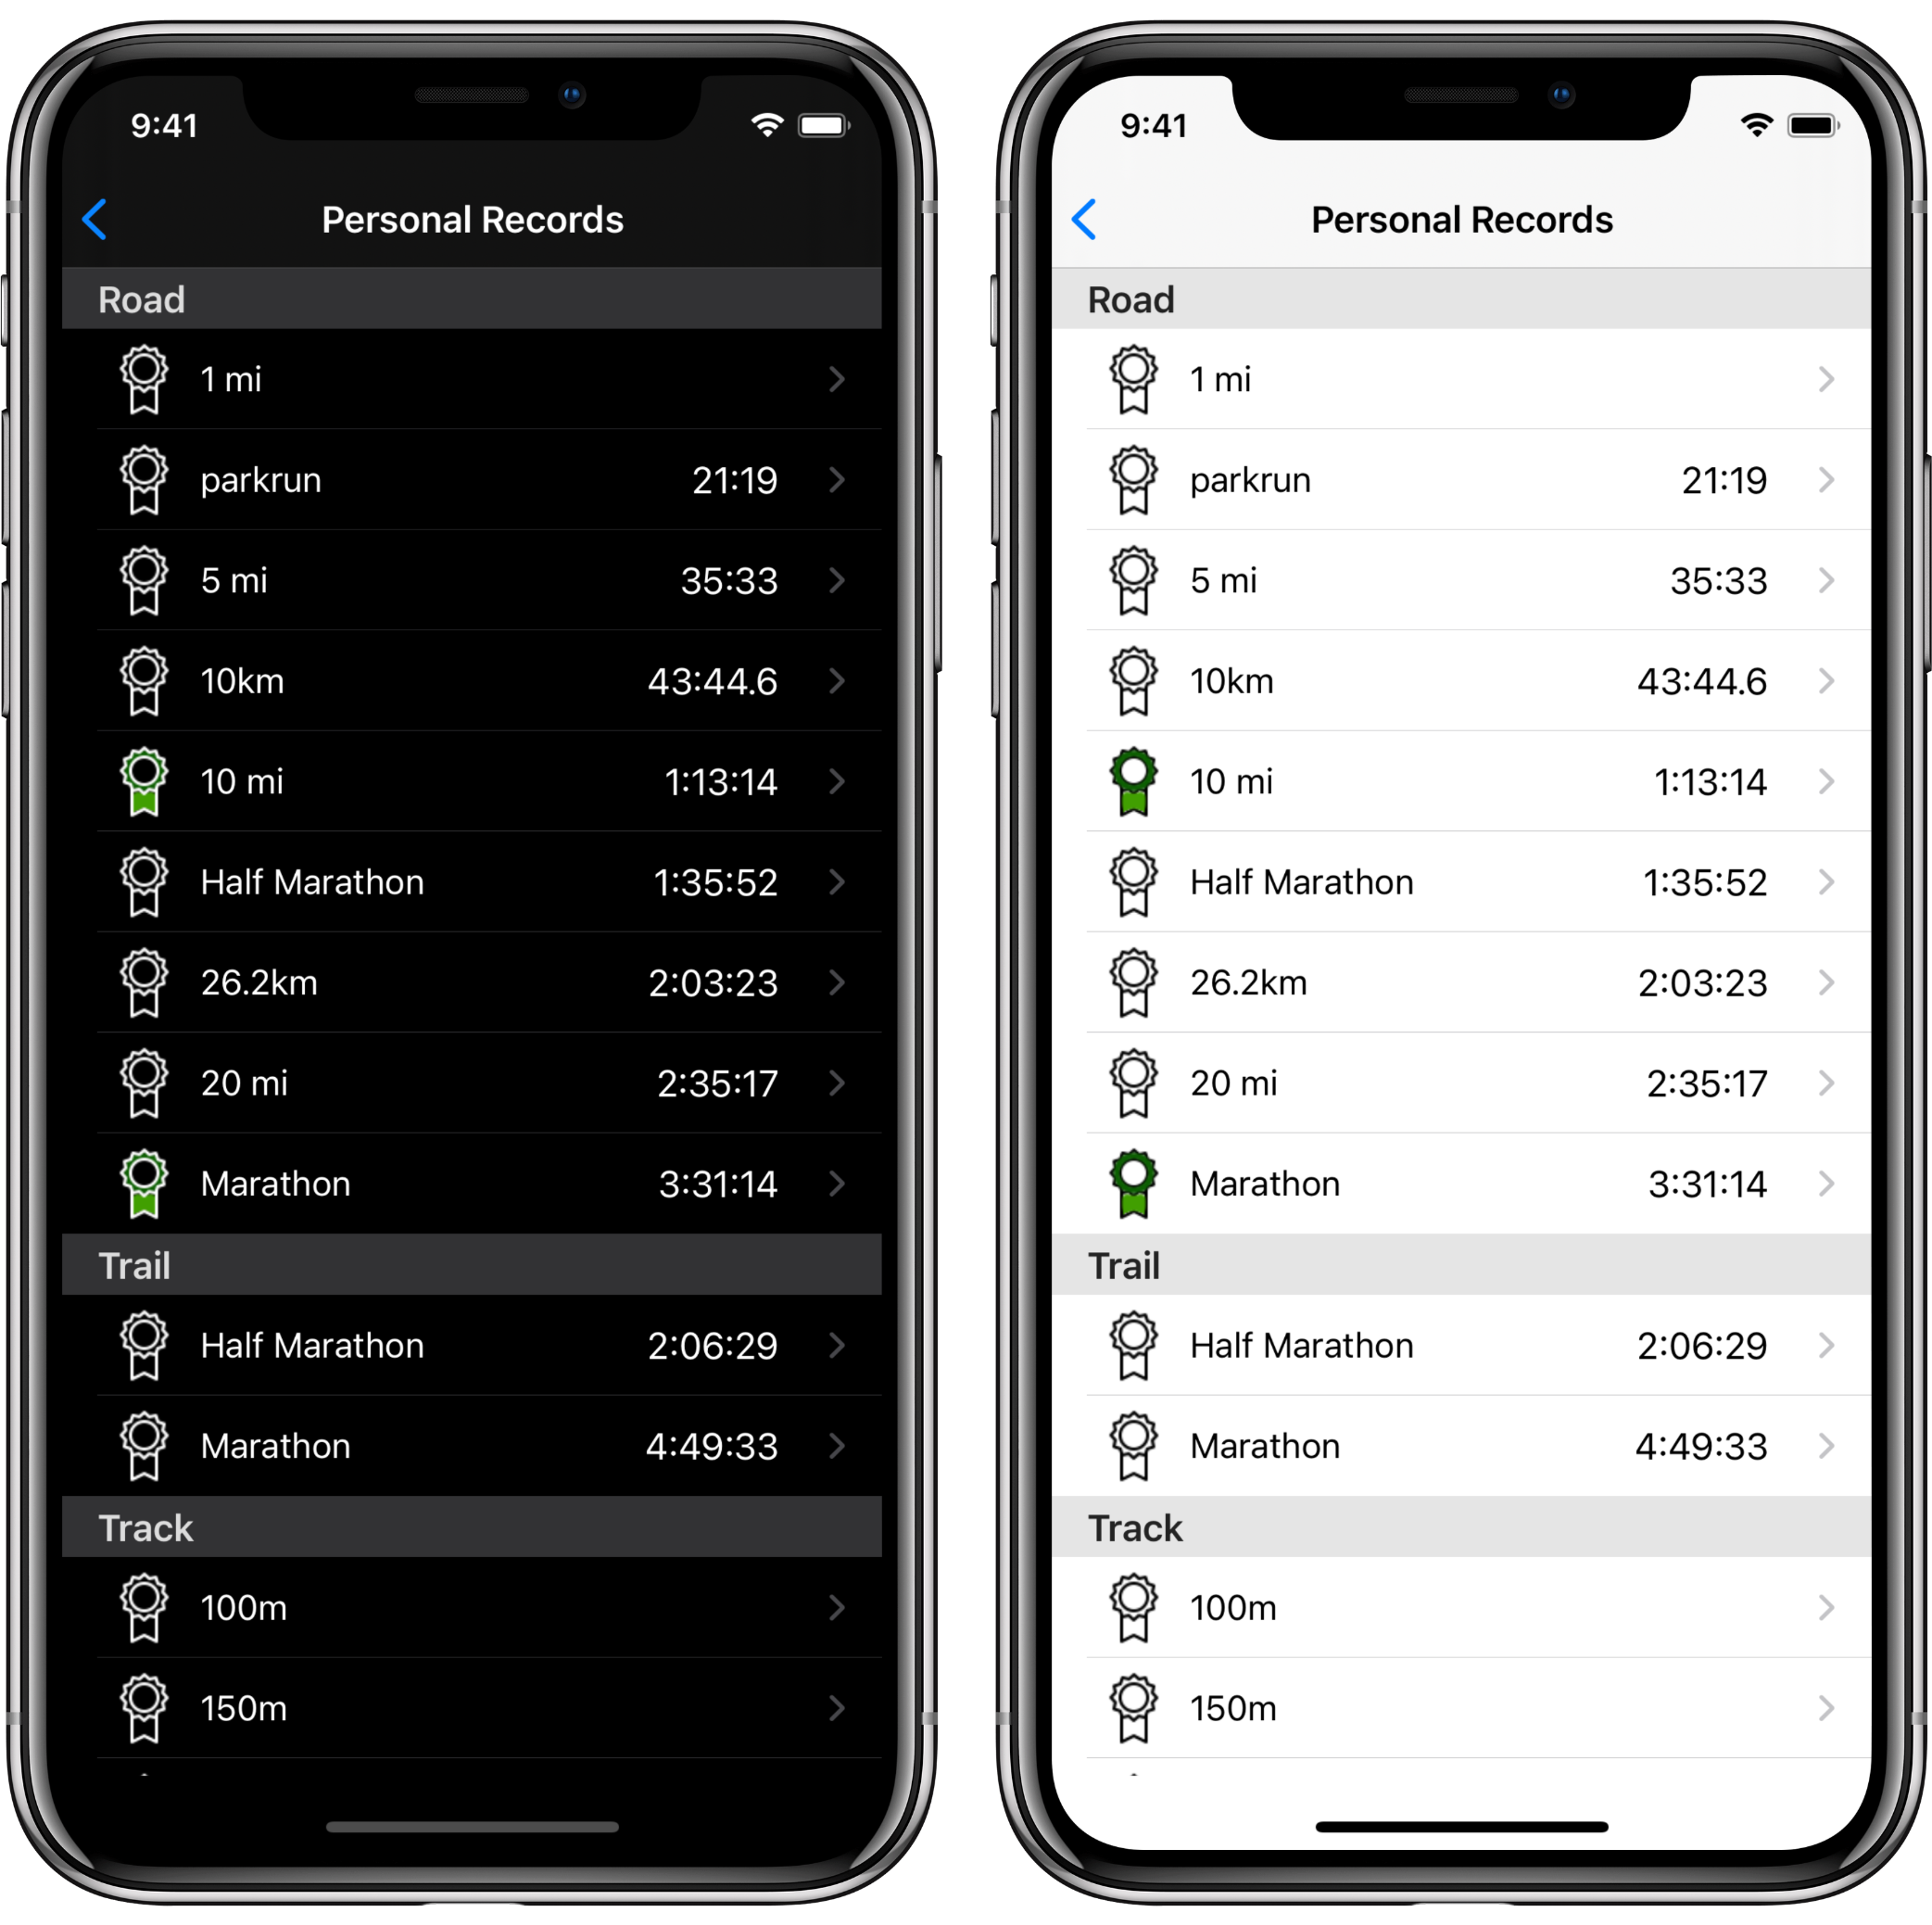 9:41
Personal Records
Road
1 mi
parkrun 21:19
5 mi 35:33
10km 43:44.6
10 mi 1:13:14
Half Marathon 1:35:52
26.2km 2:03:23
20 mi 2:35:17
Marathon 3:31:14
Trail
Half Marathon 2:06:29
Marathon 4:49:33
Track
100m
150m
9:41
Personal Records
Road
1 mi
parkrun 21:19
5 mi 35:33
10km 43:44.6
10 mi 1:13:14
Half Marathon 1:35:52
26.2km 2:03:23
20 mi 2:35:17
Marathon 3:31:14
Trail
Half Marathon 2:06:29
Marathon 4:49:33
Track
100m
150m